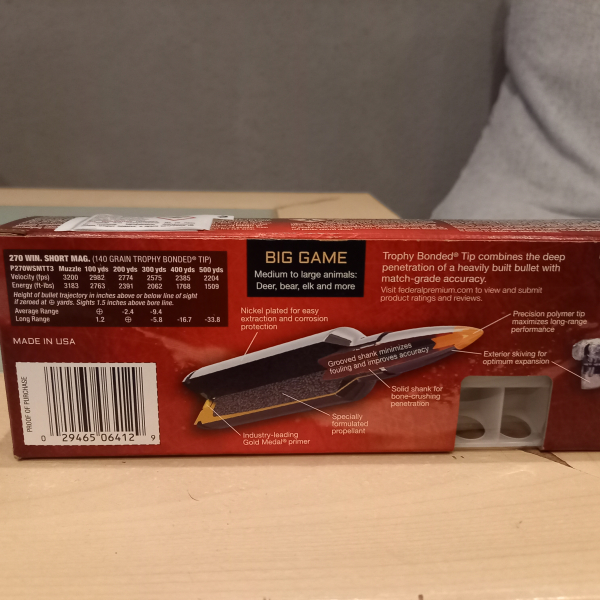 270 WIN. SHORT MAG. (140 GRAIN TROPHY BONDED® TIP)
P270WSMTT3 Muzzle 100 yds 200 yds 300 yds 400 yds 500 yds
Velocity (fps) 3200 2982 2774 2575 2385 2204
Energy (ft-lbs) 3183 2763 2391 2062 1768 1509
Height of bullet trajectory in inches above or below line of sight
if zeroed at ⊕ yards. Sights 1.5 inches above bore line.
Average Range ⊕ -2.4 -9.4
Long Range 1.2 ⊕ -5.8 -16.7 -33.8
MADE IN USA
PROOF OF PURCHASE
0 29465 06412 9
BIG GAME
Medium to large animals:
Deer, bear, elk and more
Trophy Bonded® Tip combines the deep
penetration of a heavily built bullet with
match-grade accuracy.
Visit federalpremium.com to view and submit
product ratings and reviews.
Nickel plated for easy
extraction and corrosion
protection
Grooved shank minimizes
fouling and improves accuracy
Precision polymer tip
maximizes long-range
performance
Exterior skiving for
optimum expansion
Solid shank for
bone-crushing
penetration
Specially
formulated
propellant
Industry-leading
Gold Medal® primer